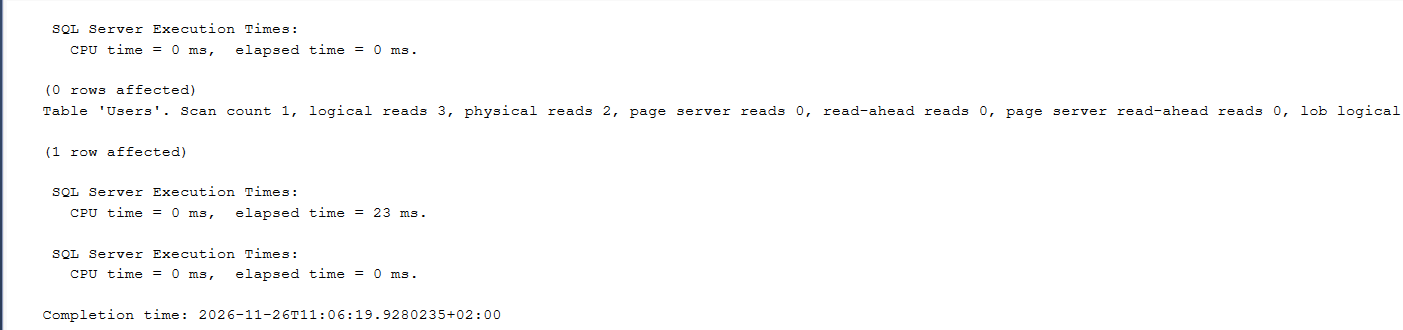 SQL Server Execution Times:
CPU time = 0 ms,  elapsed time = 0 ms.
(0 rows affected)
Table 'Users'. Scan count 1, logical reads 3, physical reads 2, page server reads 0, read-ahead reads 0, page server read-ahead reads 0, lob logical
(1 row affected)
SQL Server Execution Times:
CPU time = 0 ms,  elapsed time = 23 ms.
SQL Server Execution Times:
CPU time = 0 ms,  elapsed time = 0 ms.
Completion time: 2026-11-26T11:06:19.9280235+02:00